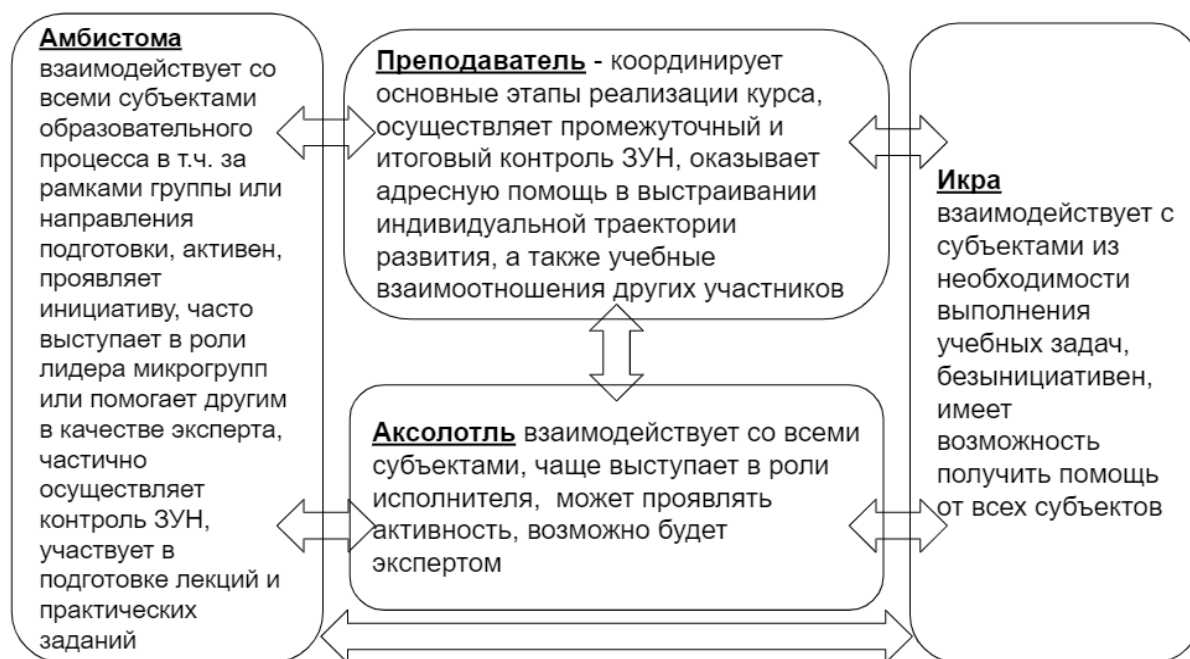 Амбистома
взаимодействует со
всеми субъектами
образовательного
процесса в т.ч. за
рамками группы или
направления
подготовки, активен,
проявляет
инициативу, часто
выступает в роли
лидера микрогрупп
или помогает другим
в качестве эксперта,
частично
осуществляет
контроль ЗУН,
участвует в
подготовке лекций и
практических
заданий
Преподаватель - координирует
основные этапы реализации курса,
осуществляет промежуточный и
итоговый контроль ЗУН, оказывает
адресную помощь в выстраивании
индивидуальной траектории
развития, а также учебные
взаимоотношения других участников
Аксолотль взаимодействует со всеми
субъектами, чаще выступает в роли
исполнителя, может проявлять
активность, возможно будет
экспертом
Икра
взаимодействует с
субъектами из
необходимости
выполнения
учебных задач,
безынициативен,
имеет
возможность
получить помощь
от всех субъектов